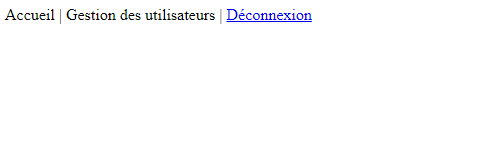 Accueil | Gestion des utilisateurs | Déconnexion